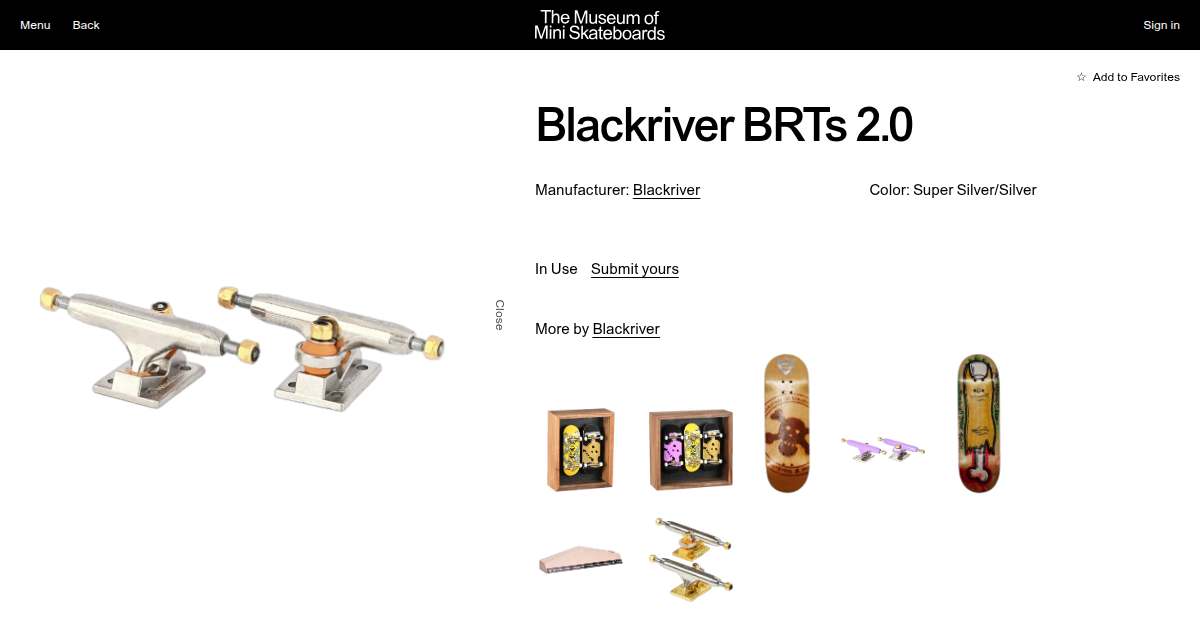 Menu
Back
The Museum of
Mini Skateboards
Sign in
☆ Add to Favorites
Blackriver BRTs 2.0
Manufacturer: Blackriver
Color: Super Silver/Silver
In Use
Submit yours
Close
More by Blackriver